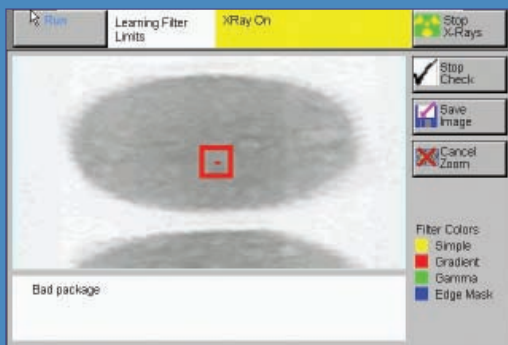 Run
Learning Filter
Limits
XRay On
Stop
X-Rays
Stop
Check
Save
Image
Cancel
Zoom
Filter Colors
Simple
Gradient
Gamma
Edge Mask
Bad package